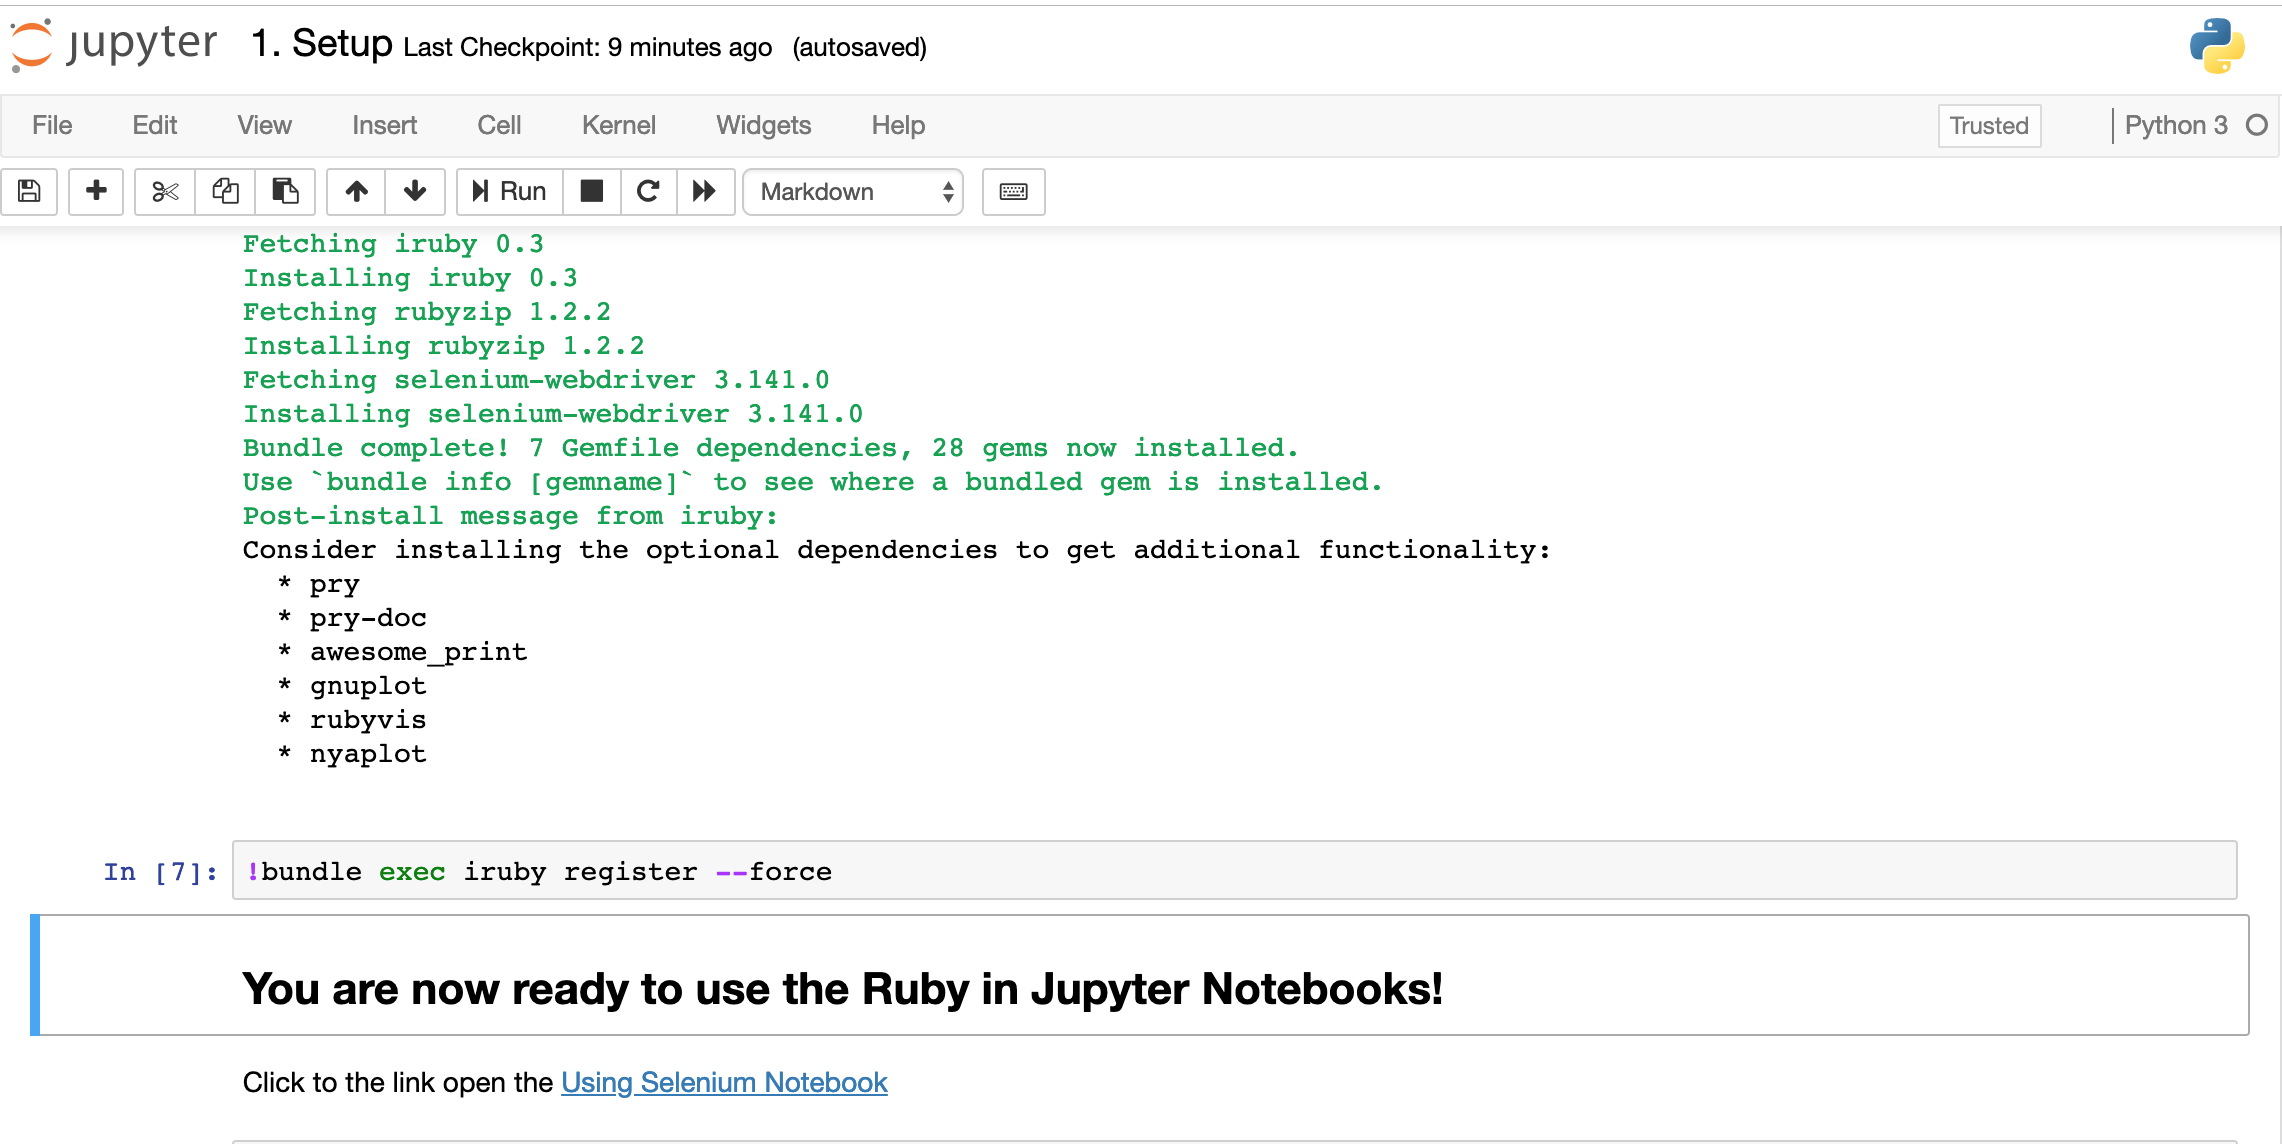 jupyter 1. Setup Last Checkpoint: 9 minutes ago (autosaved)
File Edit View Insert Cell Kernel Widgets Help Trusted Python 3
Run Markdown
Fetching iruby 0.3
Installing iruby 0.3
Fetching rubyzip 1.2.2
Installing rubyzip 1.2.2
Fetching selenium-webdriver 3.141.0
Installing selenium-webdriver 3.141.0
Bundle complete! 7 Gemfile dependencies, 28 gems now installed.
Use `bundle info [gemname]` to see where a bundled gem is installed.
Post-install message from iruby:
Consider installing the optional dependencies to get additional functionality:
* pry
* pry-doc
* awesome_print
* gnuplot
* rubyvis
* nyaplot
In [7]: !bundle exec iruby register --force
You are now ready to use the Ruby in Jupyter Notebooks!
Click to the link open the Using Selenium Notebook